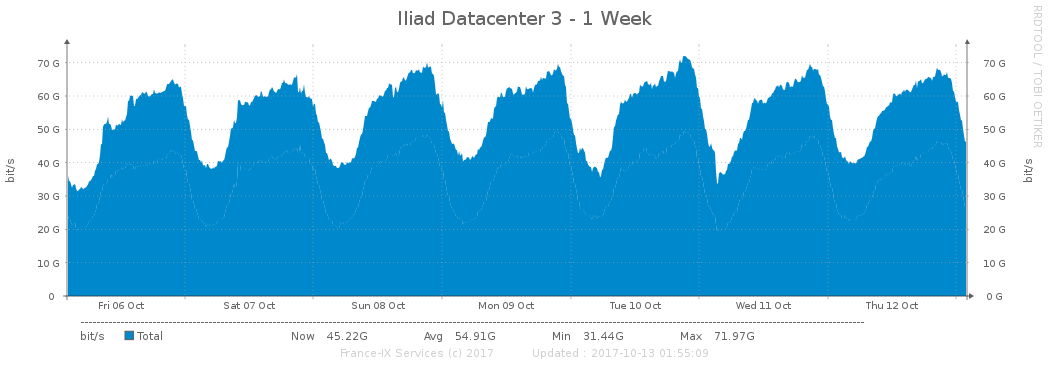 Iliad Datacenter 3 - 1 Week
RRDTOOL / TOBI OETIKER
bit/s
bit/s
70 G 70 G
60 G 60 G
50 G 50 G
40 G 40 G
30 G 30 G
20 G 20 G
10 G 10 G
0 0 G
Fri 06 Oct Sat 07 Oct Sun 08 Oct Mon 09 Oct Tue 10 Oct Wed 11 Oct Thu 12 Oct
bit/s Total Now 45.22G Avg 54.91G Min 31.44G Max 71.97G
France-IX Services (c) 2017 Updated : 2017-10-13 01:55:09